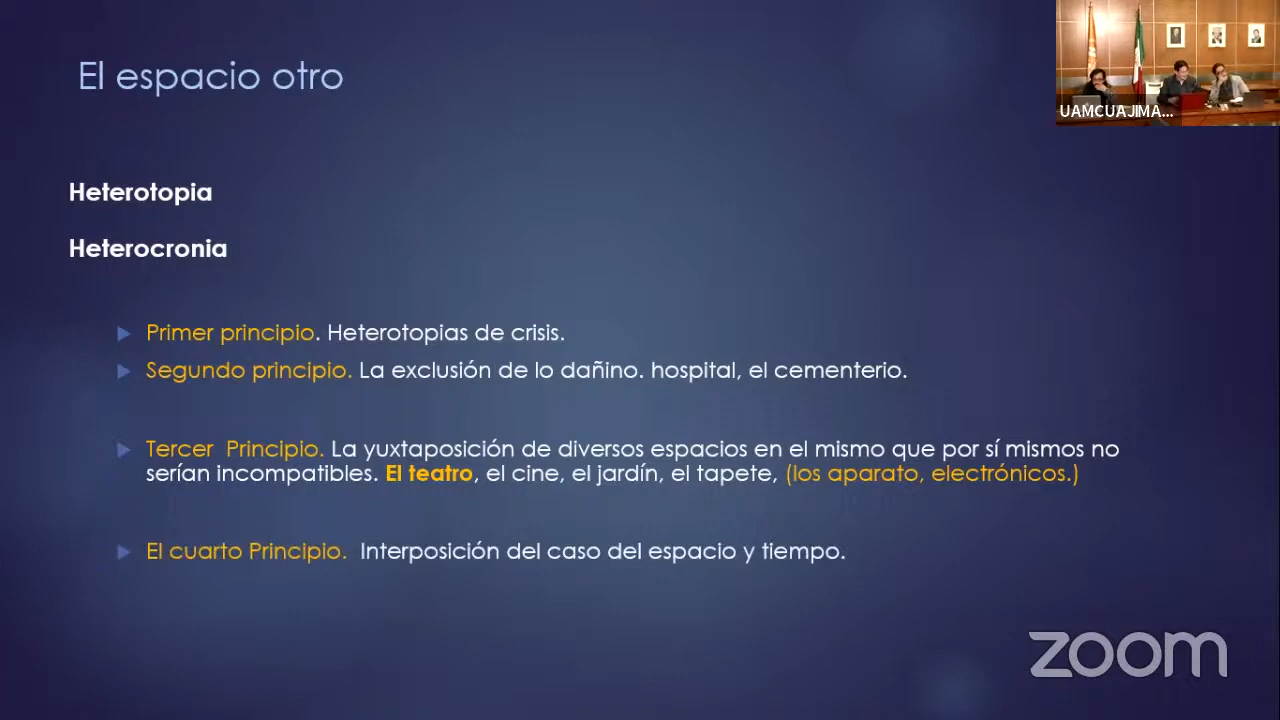 El espacio otro
UAMCUAJIMA...
Heterotopia
Heterocronia
Primer principio. Heterotopias de crisis.
Segundo principio. La exclusión de lo dañino. hospital, el cementerio.
Tercer  Principio. La yuxtaposición de diversos espacios en el mismo que por sí mismos no
serían incompatibles. El teatro, el cine, el jardín, el tapete, (los aparato, electrónicos.)
El cuarto Principio.  Interposición del caso del espacio y tiempo.
zoom